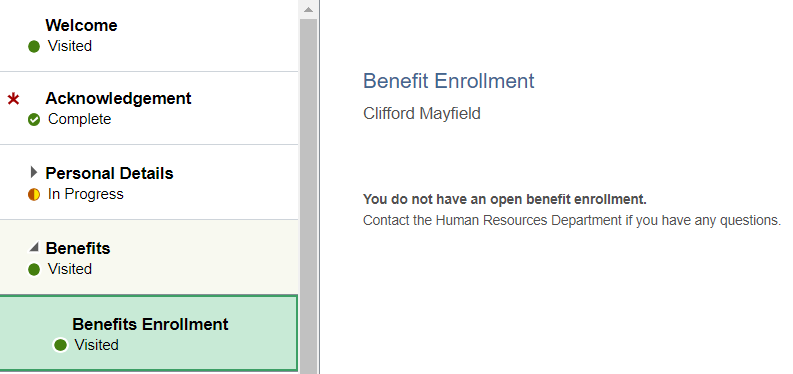 Welcome
Visited
Acknowledgement
Complete
Personal Details
In Progress
Benefits
Visited
Benefits Enrollment
Visited
Benefit Enrollment
Clifford Mayfield
You do not have an open benefit enrollment.
Contact the Human Resources Department if you have any questions.